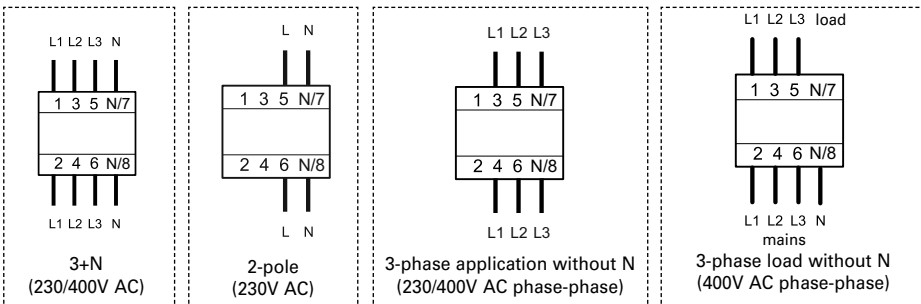 L1 L2 L3 N
1 3 5 N/7
2 4 6 N/8
L1 L2 L3 N
3+N
(230/400V AC)
L N
1 3 5 N/7
2 4 6 N/8
L N
2-pole
(230V AC)
L1 L2 L3
1 3 5 N/7
2 4 6 N/8
L1 L2 L3
3-phase application without N
(230/400V AC phase-phase)
L1 L2 L3 load
1 3 5 N/7
2 4 6 N/8
L1 L2 L3 N
mains
3-phase load without N
(400V AC phase-phase)